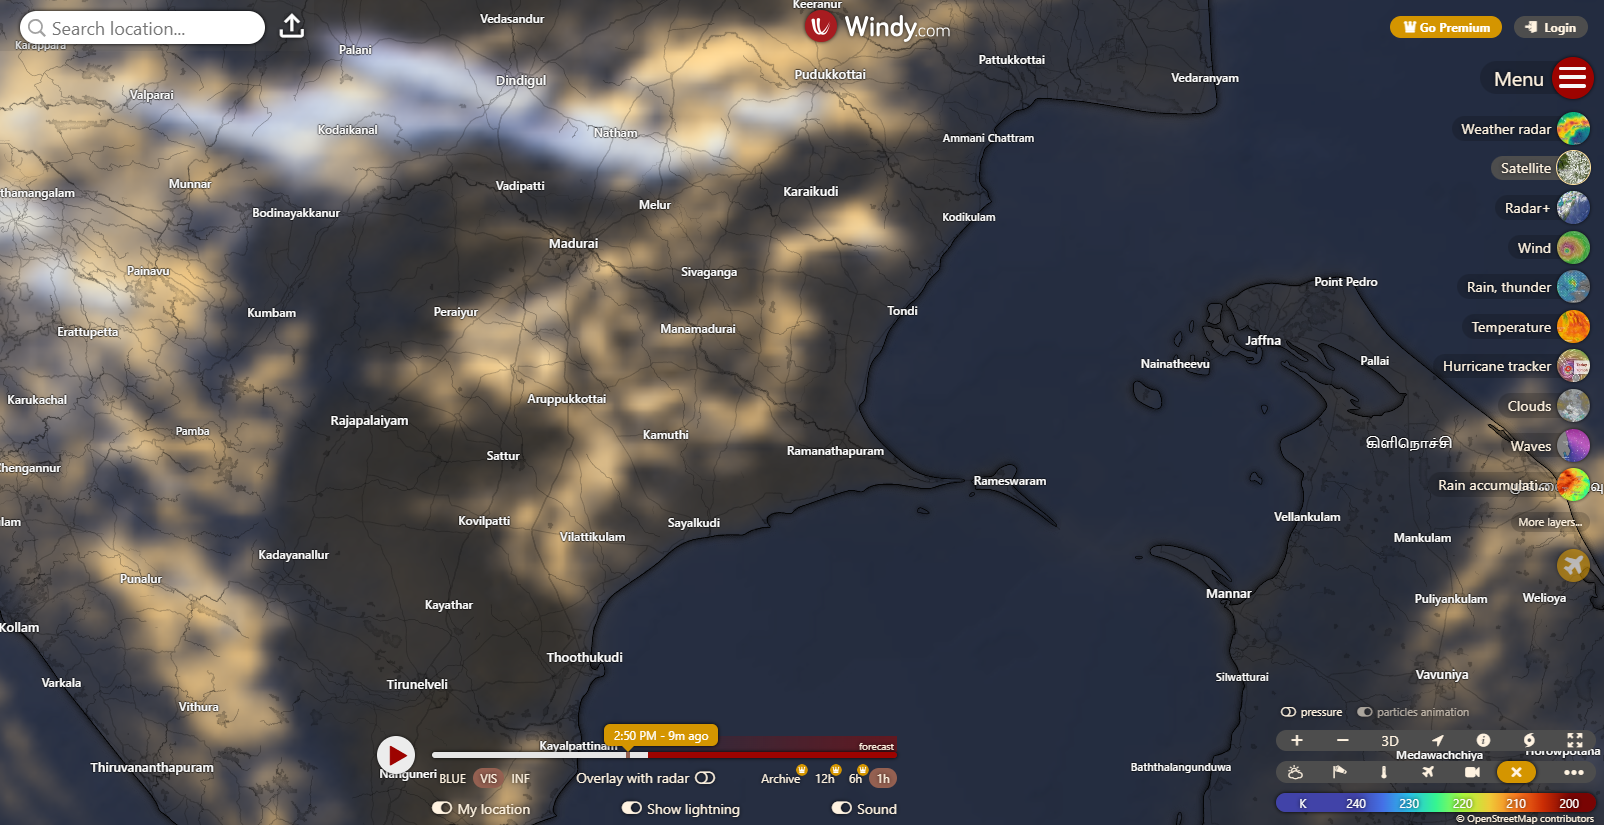 Search location...
Windy.com
Go Premium
Login
Menu
Weather radar
Satellite
Radar+
Wind
Rain, thunder
Temperature
Hurricane tracker
Clouds
Waves
Rain accumulati...
More layers...
Karappara
Vedasandur
Keeranur
Palani
Dindigul
Pudukkottai
Pattukkottai
Vedaranyam
Valparai
Kodaikanal
Natham
Ammani Chattram
thamangalam
Munnar
Vadipatti
Karaikudi
Bodinayakkanur
Melur
Kodikulam
Madurai
Painavu
Sivaganga
Point Pedro
Kumbam
Peraiyur
Tondi
Erattupetta
Manamadurai
Jaffna
Nainatheevu
Pallai
Karukachal
Aruppukkottai
Rajapalaiyam
Pamba
Kamuthi
கிளிநொச்சி
Sattur
Ramanathapuram
Chengannur
Rameswaram
lam
Kovilpatti
Sayalkudi
Vellankulam
Vilattikulam
Mankulam
Kadayanallur
Punalur
Mannar
Puliyankulam
Welioya
Kayathar
Kollam
Thoothukudi
Varkala
Tirunelveli
Silwatturai
Vavuniya
Vithura
Kayalpattinam
Thiruvananthapuram
Nanguneri
Baththalangunduwa
Medawachchiya
Horowpotana
2:50 PM - 9m ago
forecast
BLUE
VIS
INF
Overlay with radar
Archive
12h
6h
1h
My location
Show lightning
Sound
pressure
particles animation
+
−
3D
K 240 230 220 210 200
© OpenStreetMap contributors